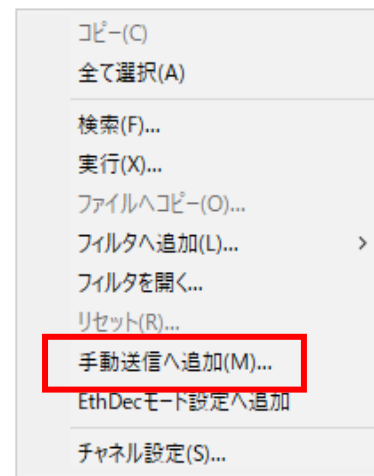 コピー(C)
全て選択(A)
検索(F)...
実行(X)...
ファイルへコピー(O)...
フィルタへ追加(L)...
フィルタを開く...
リセット(R)...
手動送信へ追加(M)...
EthDecモード設定へ追加
チャネル設定(S)...